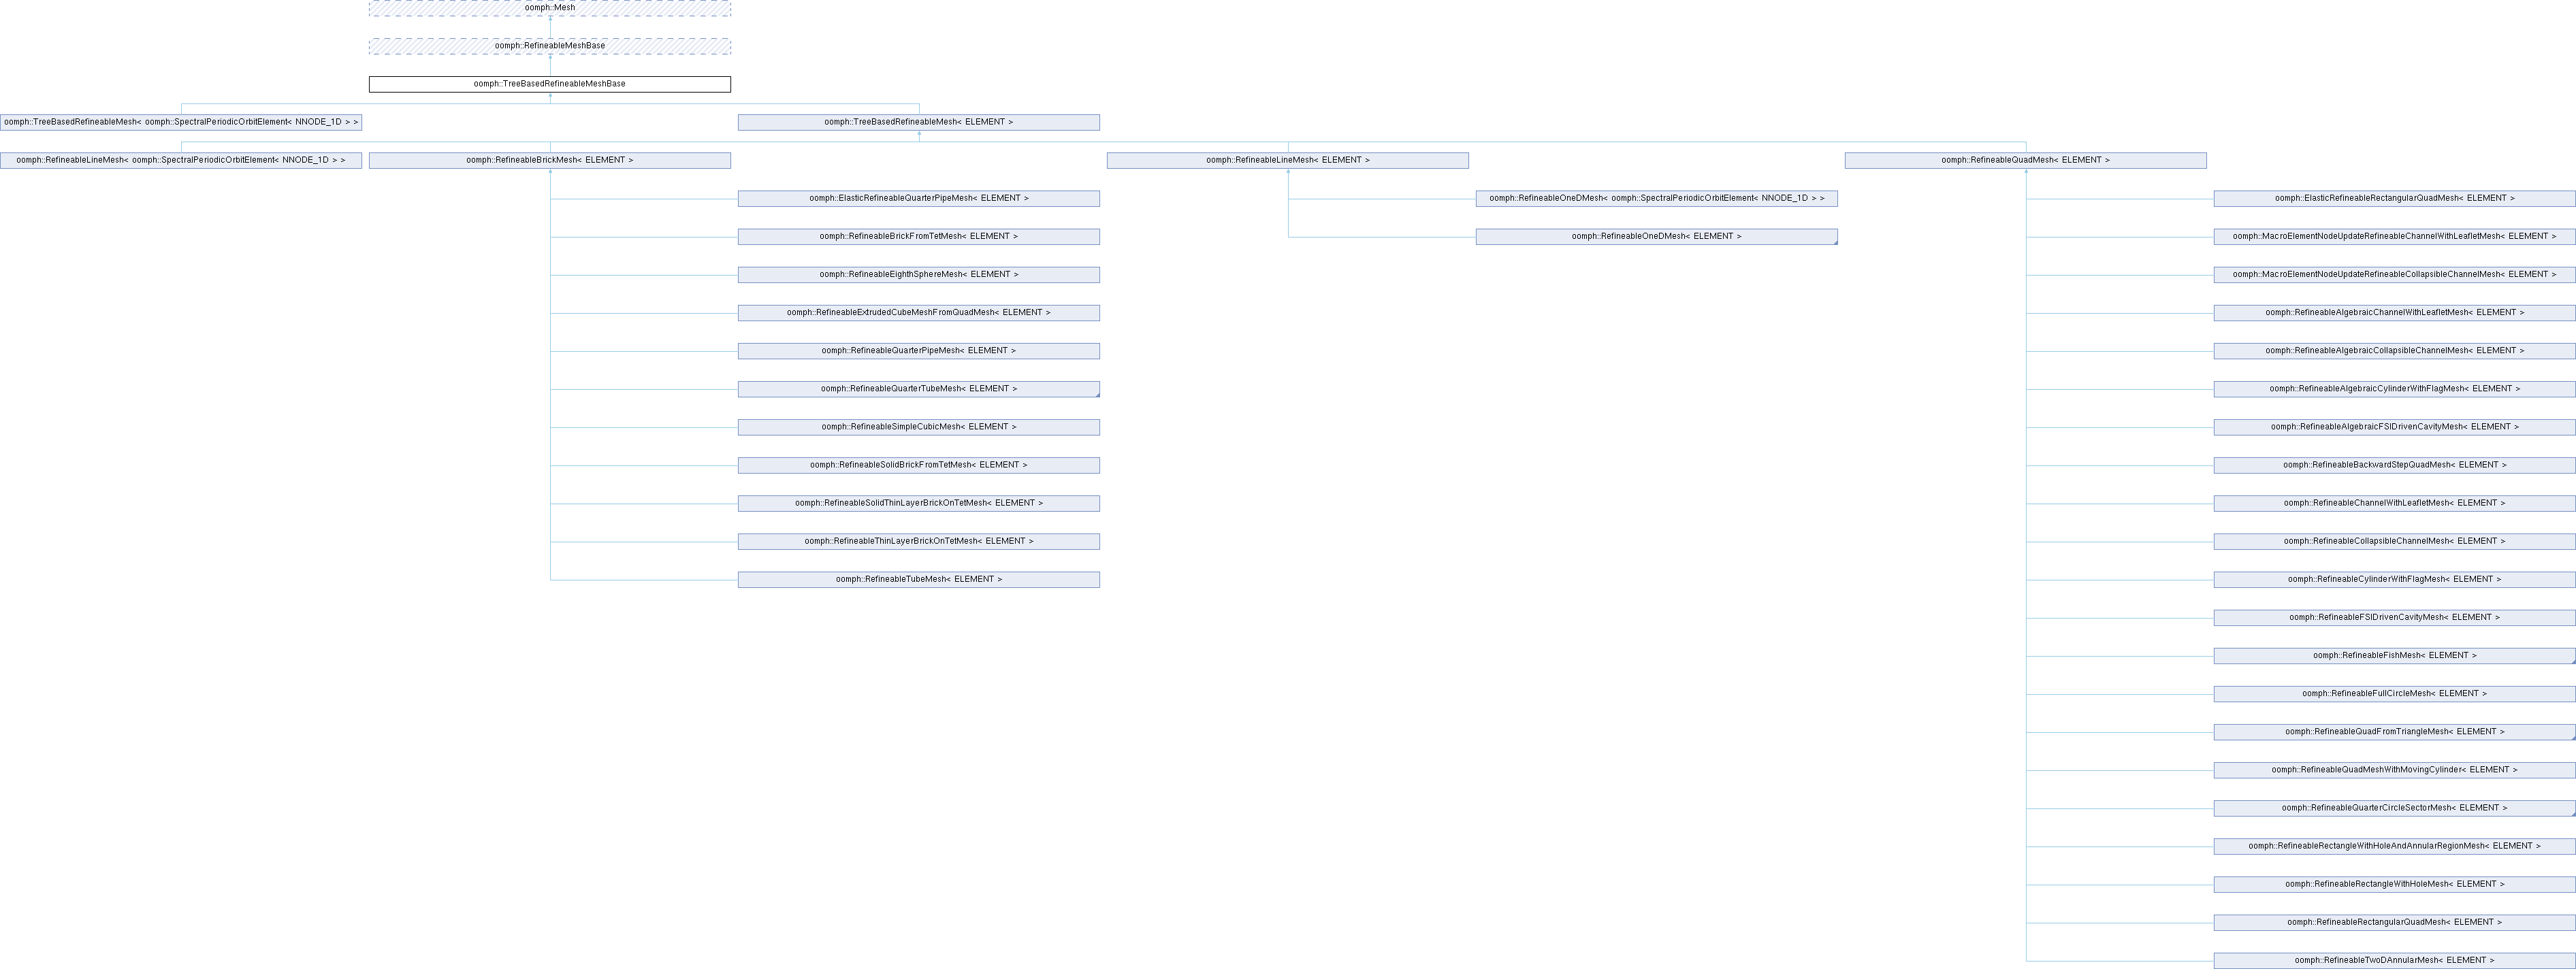 oomph::Mesh
oomph::RefineableMeshBase
oomph::TreeBasedRefineableMeshBase
oomph::TreeBasedRefineableMesh< oomph::SpectralPeriodicOrbitElement< NNODE_1D > >
oomph::TreeBasedRefineableMesh< ELEMENT >
oomph::RefineableLineMesh< oomph::SpectralPeriodicOrbitElement< NNODE_1D > >
oomph::RefineableBrickMesh< ELEMENT >
oomph::RefineableLineMesh< ELEMENT >
oomph::RefineableQuadMesh< ELEMENT >
oomph::ElasticRefineableQuarterPipeMesh< ELEMENT >
oomph::RefineableBrickFromTetMesh< ELEMENT >
oomph::RefineableEighthSphereMesh< ELEMENT >
oomph::RefineableExtrudedCubeMeshFromQuadMesh< ELEMENT >
oomph::RefineableQuarterPipeMesh< ELEMENT >
oomph::RefineableQuarterTubeMesh< ELEMENT >
oomph::RefineableSimpleCubicMesh< ELEMENT >
oomph::RefineableSolidBrickFromTetMesh< ELEMENT >
oomph::RefineableSolidThinLayerBrickOnTetMesh< ELEMENT >
oomph::RefineableThinLayerBrickOnTetMesh< ELEMENT >
oomph::RefineableTubeMesh< ELEMENT >
oomph::RefineableOneDMesh< oomph::SpectralPeriodicOrbitElement< NNODE_1D > >
oomph::RefineableOneDMesh< ELEMENT >
oomph::ElasticRefineableRectangularQuadMesh< ELEMENT >
oomph::MacroElementNodeUpdateRefineableChannelWithLeafletMesh< ELEMENT >
oomph::MacroElementNodeUpdateRefineableCollapsibleChannelMesh< ELEMENT >
oomph::RefineableAlgebraicChannelWithLeafletMesh< ELEMENT >
oomph::RefineableAlgebraicCollapsibleChannelMesh< ELEMENT >
oomph::RefineableAlgebraicCylinderWithFlagMesh< ELEMENT >
oomph::RefineableAlgebraicFSIDrivenCavityMesh< ELEMENT >
oomph::RefineableBackwardStepQuadMesh< ELEMENT >
oomph::RefineableChannelWithLeafletMesh< ELEMENT >
oomph::RefineableCollapsibleChannelMesh< ELEMENT >
oomph::RefineableCylinderWithFlagMesh< ELEMENT >
oomph::RefineableFSIDrivenCavityMesh< ELEMENT >
oomph::RefineableFishMesh< ELEMENT >
oomph::RefineableFullCircleMesh< ELEMENT >
oomph::RefineableQuadFromTriangleMesh< ELEMENT >
oomph::RefineableQuadMeshWithMovingCylinder< ELEMENT >
oomph::RefineableQuarterCircleSectorMesh< ELEMENT >
oomph::RefineableRectangleWithHoleAndAnnularRegionMesh< ELEMENT >
oomph::RefineableRectangleWithHoleMesh< ELEMENT >
oomph::RefineableRectangularQuadMesh< ELEMENT >
oomph::RefineableTwoDAnnularMesh< ELEMENT >